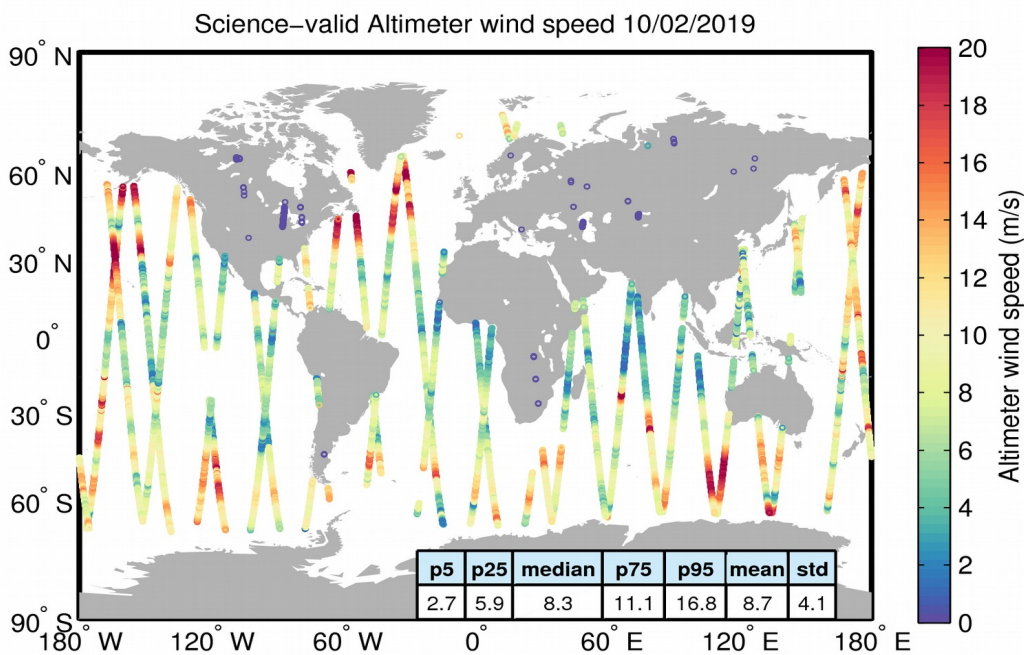 Science-valid Altimeter wind speed 10/02/2019
90° N
60° N
30° N
0°
30° S
60° S
90° S
180° W 120° W 60° W 0° 60° E 120° E 180° E
p5 p25 median p75 p95 mean std
2.7 5.9 8.3 11.1 16.8 8.7 4.1
20
18
16
14
12
10
8
6
4
2
0
Altimeter wind speed (m/s)